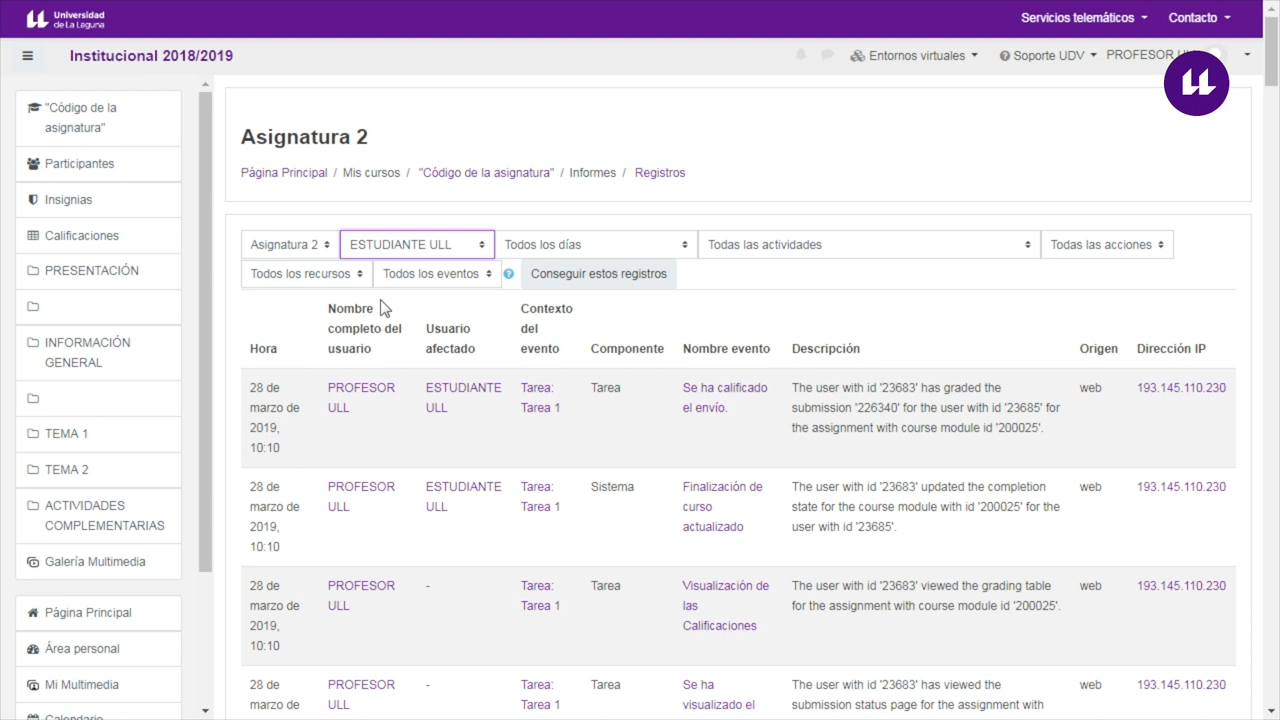 Universidad
de La Laguna
Servicios telemáticos
Contacto
Institucional 2018/2019
Entornos virtuales
Soporte UDV
PROFESOR
"Código de la
asignatura"
Participantes
Insignias
Calificaciones
PRESENTACIÓN
INFORMACIÓN
GENERAL
TEMA 1
TEMA 2
ACTIVIDADES
COMPLEMENTARIAS
Galería Multimedia
Página Principal
Área personal
Mi Multimedia
Calendario
Asignatura 2
Página Principal / Mis cursos / "Código de la asignatura" / Informes / Registros
Asignatura 2 ESTUDIANTE ULL Todos los días Todas las actividades Todas las acciones
Todos los recursos Todos los eventos Conseguir estos registros
Hora
Nombre
completo del
usuario
Usuario
afectado
Contexto
del
evento
Componente
Nombre evento
Descripción
Origen
Dirección IP
28 de
marzo de
2019,
10:10
PROFESOR
ULL
ESTUDIANTE
ULL
Tarea:
Tarea 1
Tarea
Se ha calificado
el envío.
The user with id '23683' has graded the
submission '226340' for the user with id '23685' for
the assignment with course module id '200025'.
web
193.145.110.230
28 de
marzo de
2019,
10:10
PROFESOR
ULL
ESTUDIANTE
ULL
Tarea:
Tarea 1
Sistema
Finalización de
curso
actualizado
The user with id '23683' updated the completion
state for the course module with id '200025' for the
user with id '23685'.
web
193.145.110.230
28 de
marzo de
2019,
10:10
PROFESOR
ULL
-
Tarea:
Tarea 1
Tarea
Visualización de
las
Calificaciones
The user with id '23683' viewed the grading table
for the assignment with course module id '200025'.
web
193.145.110.230
28 de
marzo de
PROFESOR
ULL
-
Tarea:
Tarea 1
Tarea
Se ha
visualizado el
The user with id '23683' has viewed the
submission status page for the assignment with
web
193.145.110.230